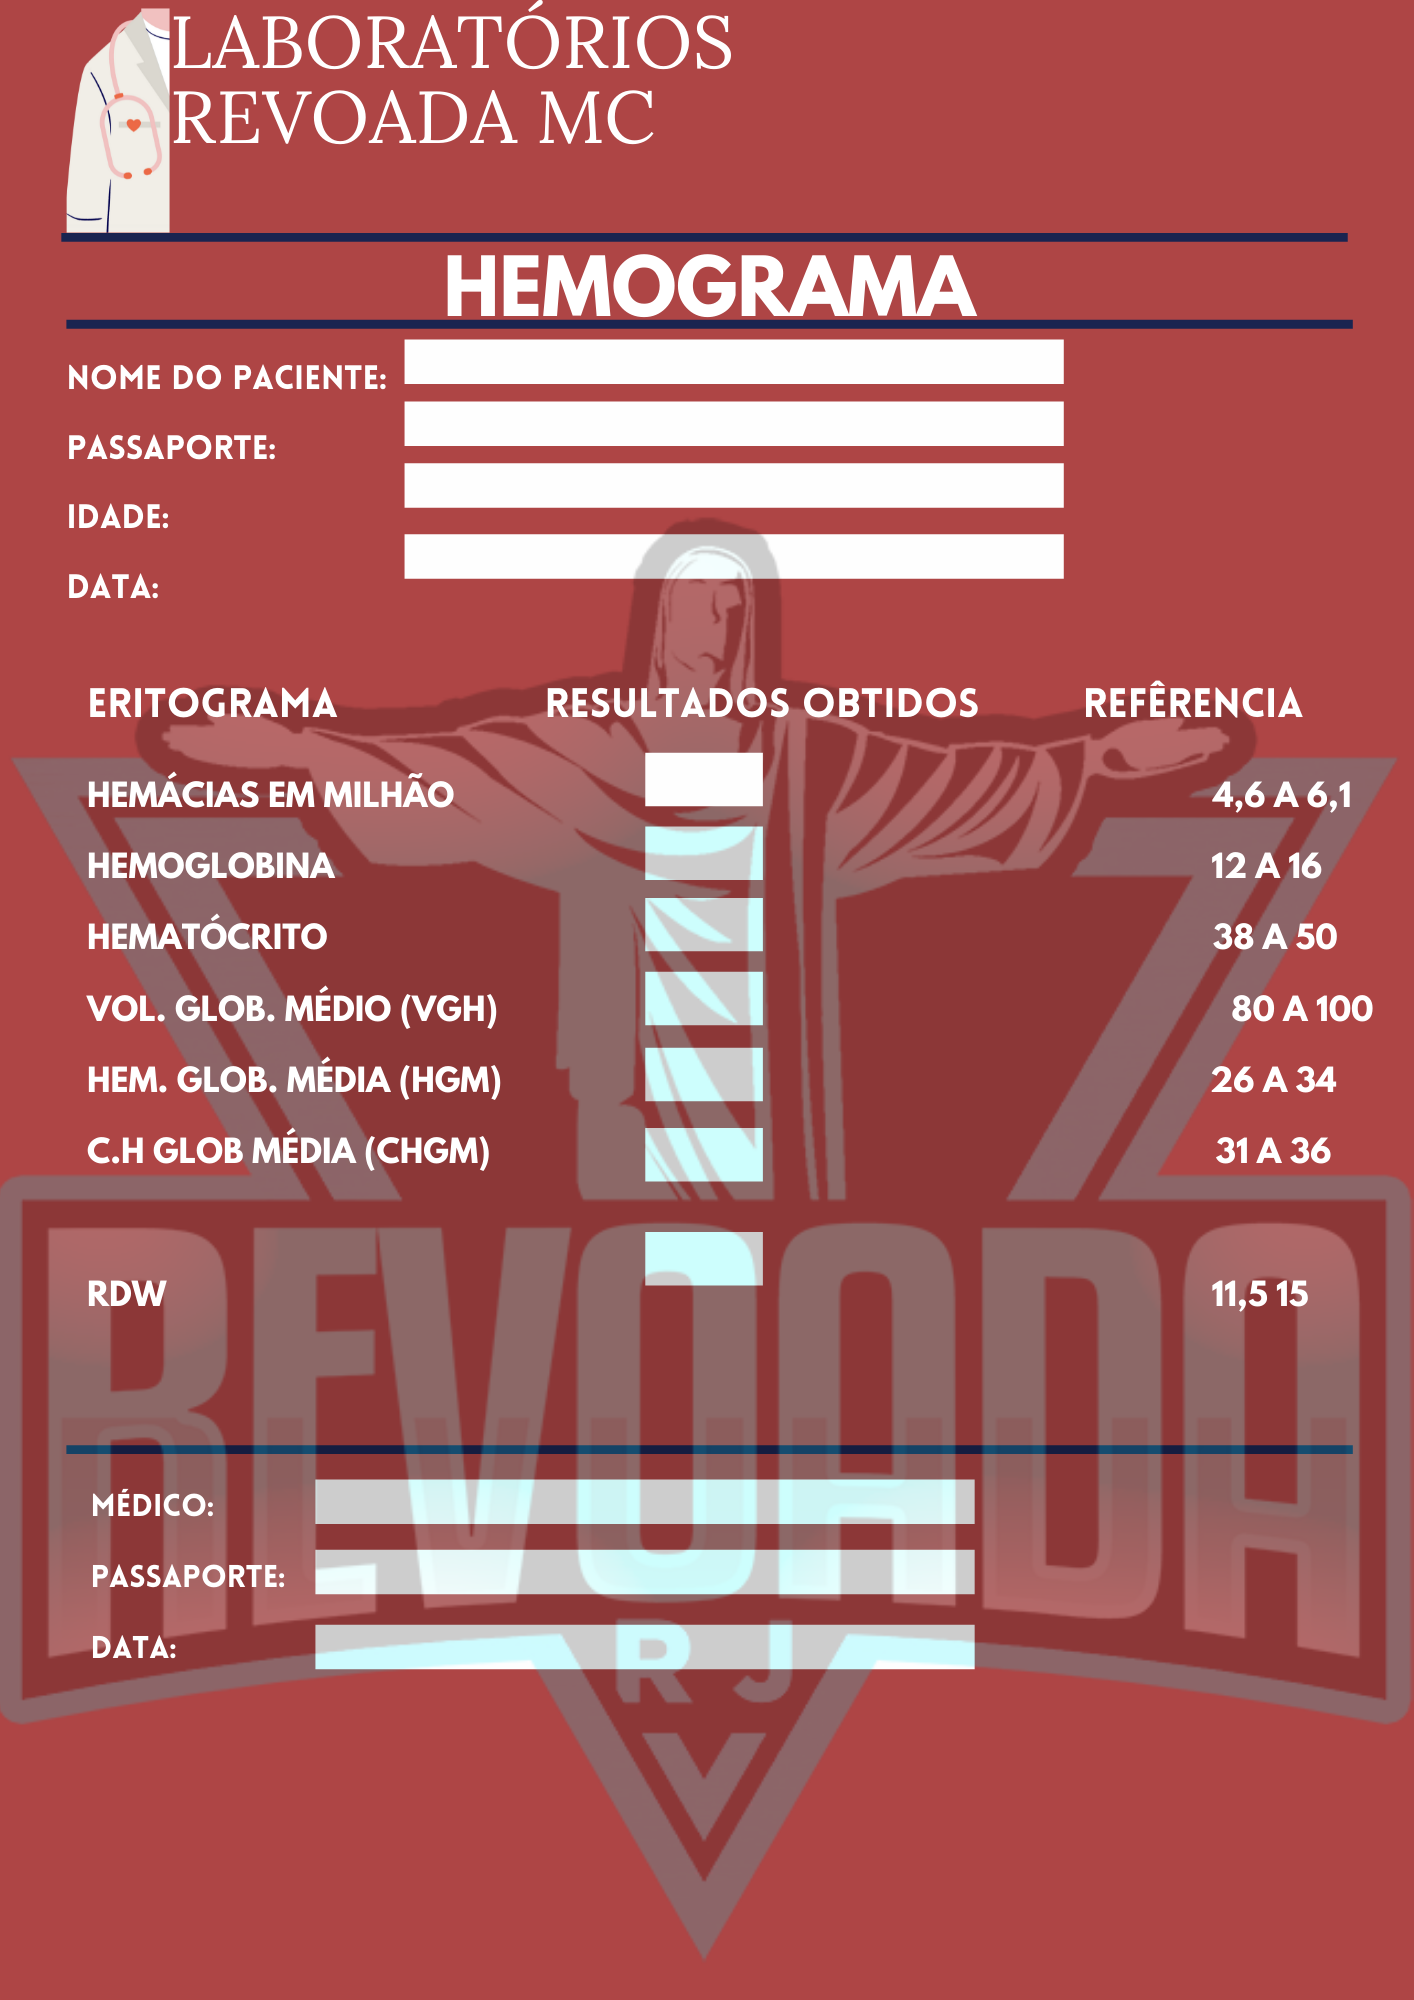 LABORATÓRIOS
REVOADA MC
HEMOGRAMA
NOME DO PACIENTE:
PASSAPORTE:
IDADE:
DATA:
ERITOGRAMA RESULTADOS OBTIDOS REFÊRENCIA
HEMÁCIAS EM MILHÃO 4,6 A 6,1
HEMOGLOBINA 12 A 16
HEMATÓCRITO 38 A 50
VOL. GLOB. MÉDIO (VGH) 80 A 100
HEM. GLOB. MÉDIA (HGM) 26 A 34
C.H GLOB MÉDIA (CHGM) 31 A 36
RDW 11,5 15
REVOADA
MÉDICO:
PASSAPORTE:
DATA:
RJ